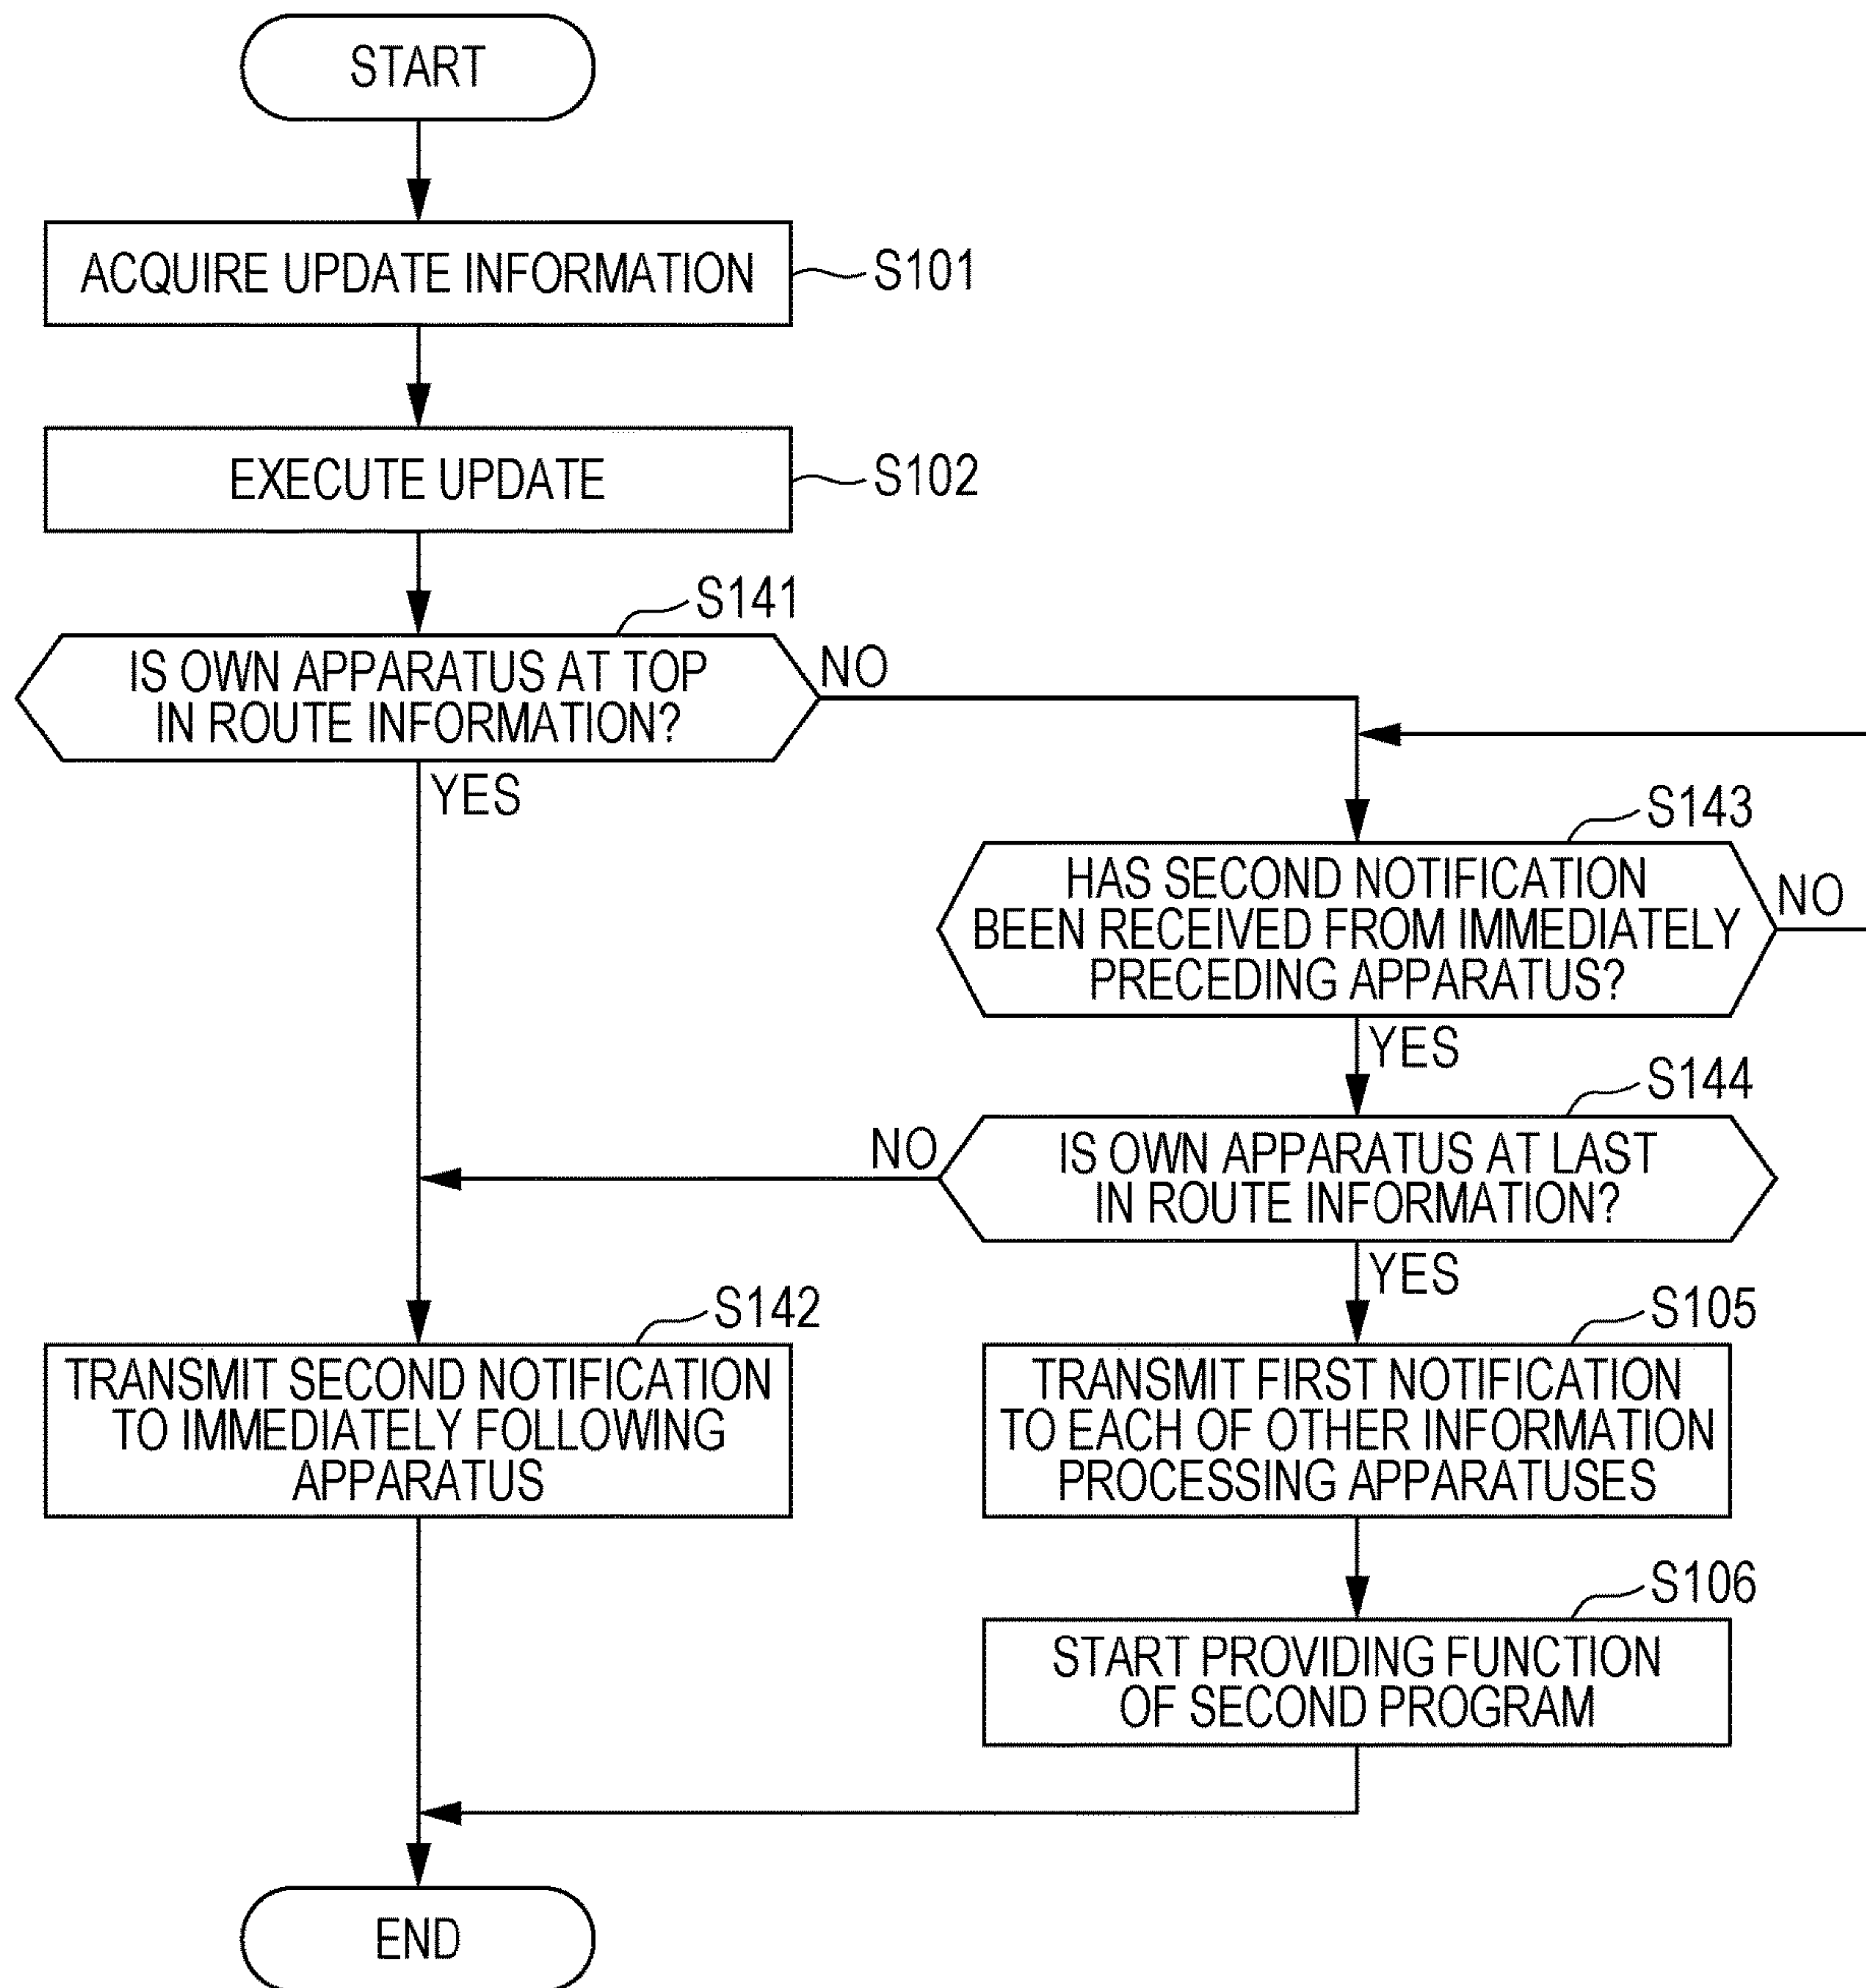 START
ACQUIRE UPDATE INFORMATION
S101
EXECUTE UPDATE
S102
S141
IS OWN APPARATUS AT TOP
IN ROUTE INFORMATION?
NO
YES
S143
HAS SECOND NOTIFICATION
BEEN RECEIVED FROM IMMEDIATELY
PRECEDING APPARATUS?
NO
YES
S144
IS OWN APPARATUS AT LAST
IN ROUTE INFORMATION?
NO
YES
S142
TRANSMIT SECOND NOTIFICATION
TO IMMEDIATELY FOLLOWING
APPARATUS
S105
TRANSMIT FIRST NOTIFICATION
TO EACH OF OTHER INFORMATION
PROCESSING APPARATUSES
S106
START PROVIDING FUNCTION
OF SECOND PROGRAM
END